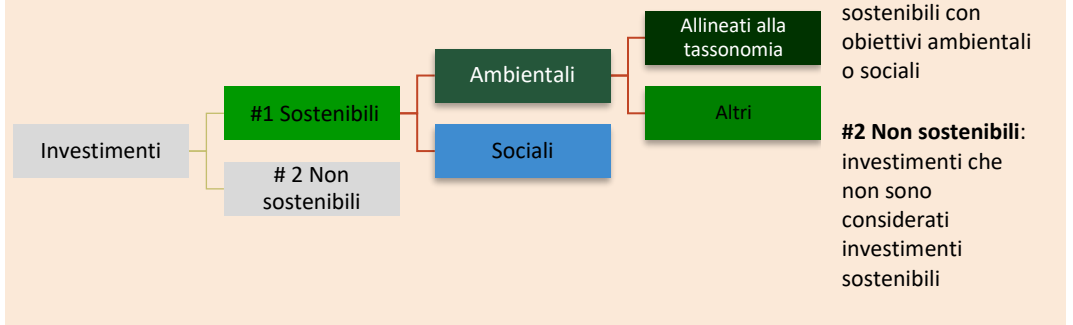 Investimenti
#1 Sostenibili
# 2 Non
sostenibili
Ambientali
Sociali
Allineati alla
tassonomia
Altri
sostenibili con
obiettivi ambientali
o sociali
#2 Non sostenibili:
investimenti che
non sono
considerati
investimenti
sostenibili